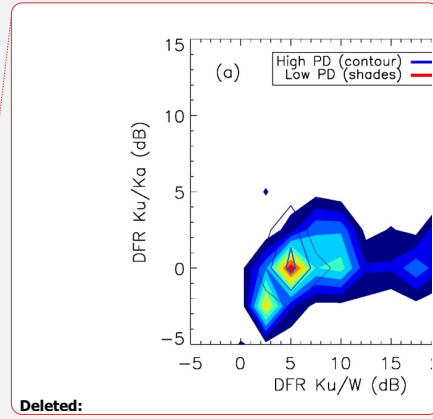 15
(a)
High PD (contour)
Low PD (shades)
10
DFR Ku/Ka (dB)
5
0
-5
-5 0 5 10 15
DFR Ku/W (dB)
Deleted: